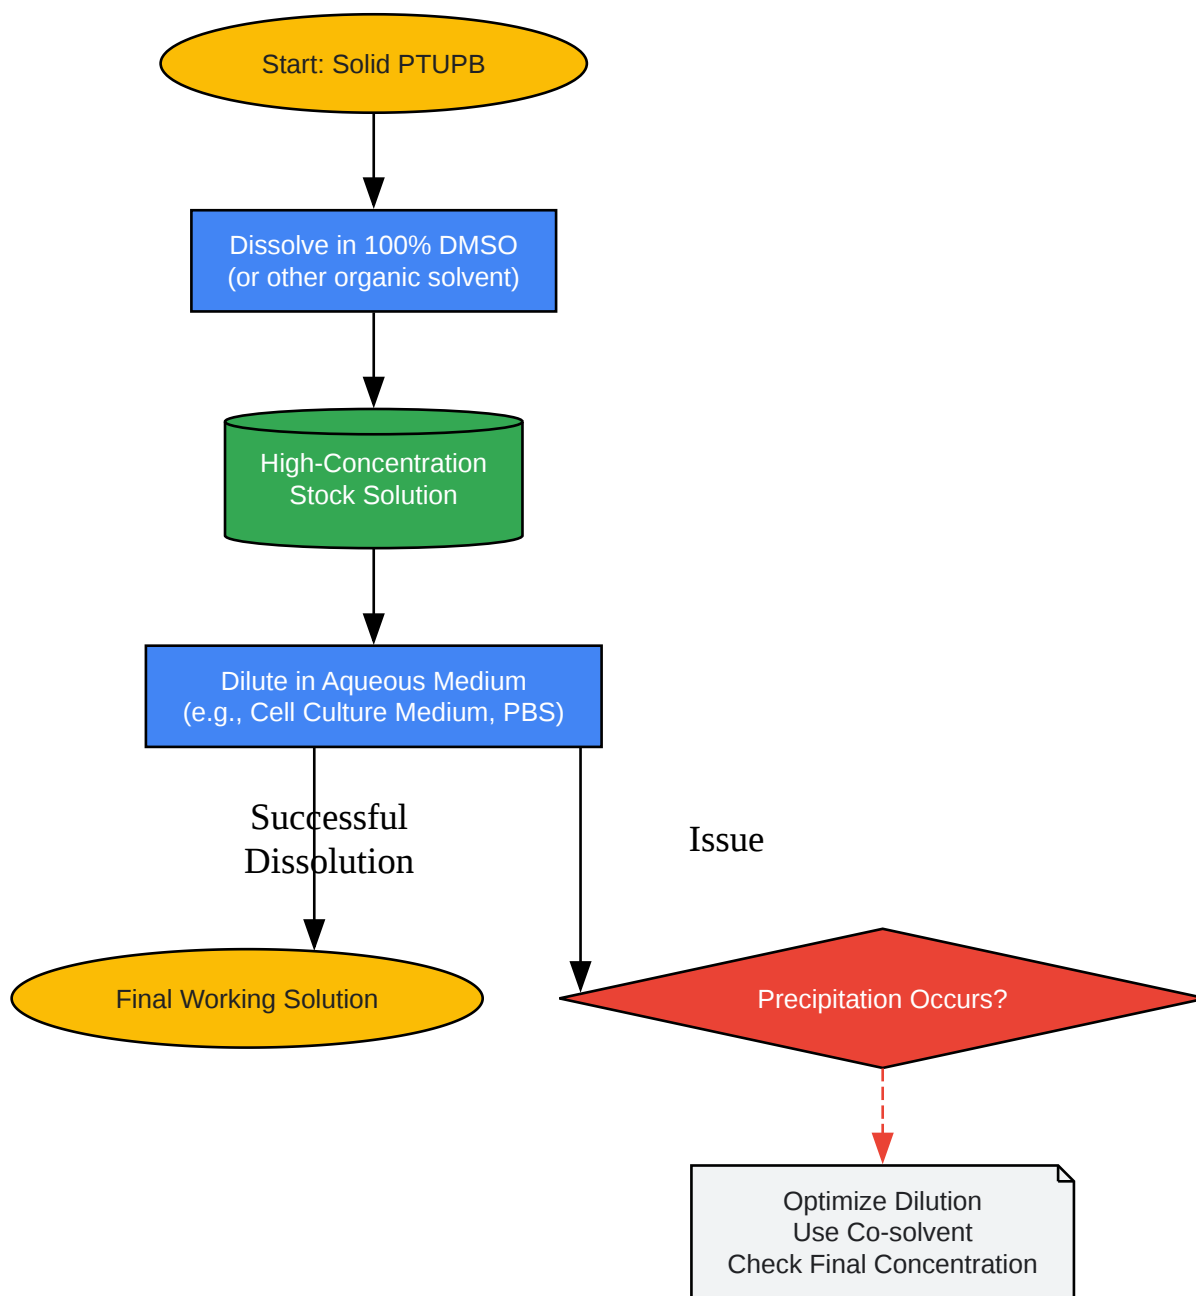 Start: Solid PTUPB
Dissolve in 100% DMSO
(or other organic solvent)
High-Concentration
Stock Solution
Dilute in Aqueous Medium
(e.g., Cell Culture Medium, PBS)
Successful
Dissolution
Issue
Final Working Solution
Precipitation Occurs?
Optimize Dilution
Use Co-solvent
Check Final Concentration